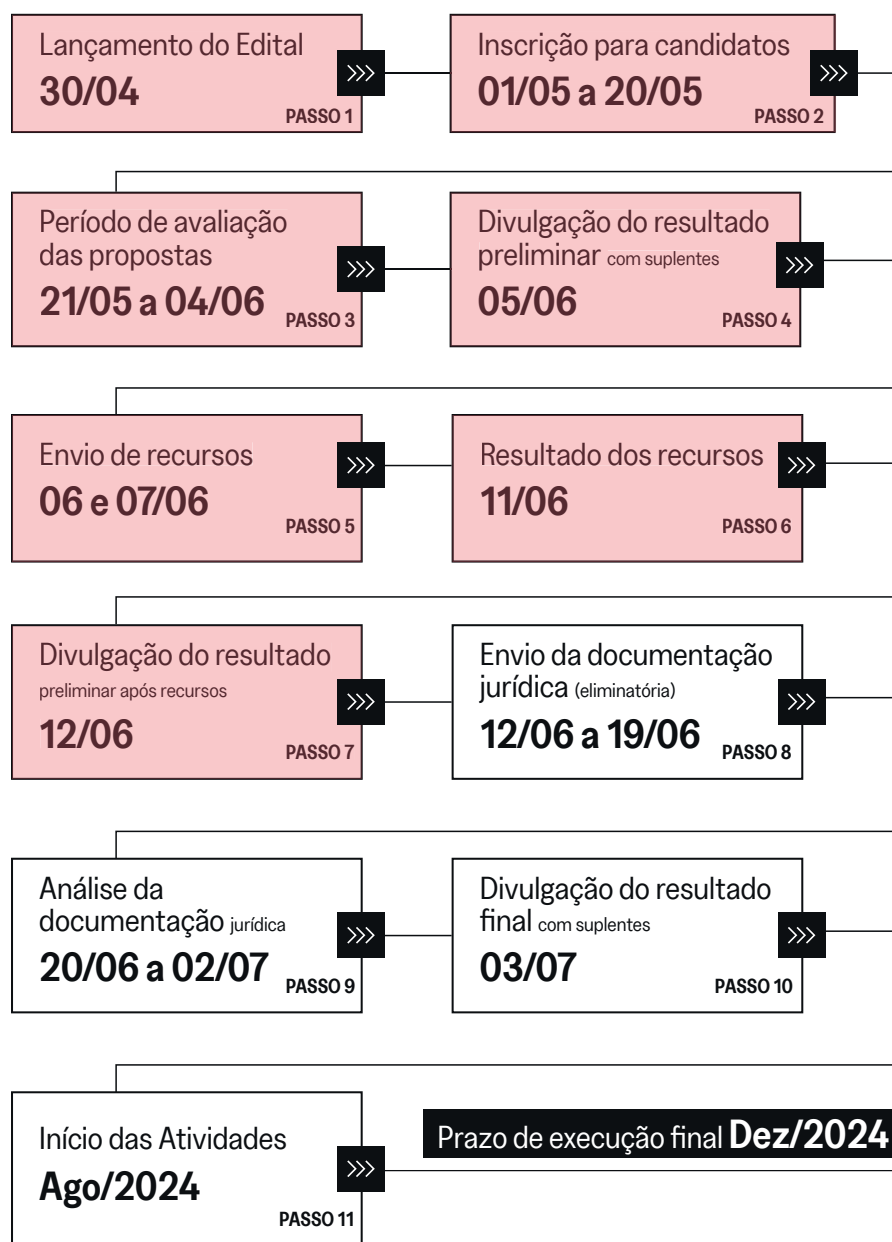 Lançamento do Edital
30/04
PASSO 1
Inscrição para candidatos
01/05 a 20/05
PASSO 2
Período de avaliação
das propostas
21/05 a 04/06
PASSO 3
Divulgação do resultado
preliminar com suplentes
05/06
PASSO 4
Envio de recursos
06 e 07/06
PASSO 5
Resultado dos recursos
11/06
PASSO 6
Divulgação do resultado
preliminar após recursos
12/06
PASSO 7
Envio da documentação
jurídica (eliminatória)
12/06 a 19/06
PASSO 8
Análise da
documentação jurídica
20/06 a 02/07
PASSO 9
Divulgação do resultado
final com suplentes
03/07
PASSO 10
Início das Atividades
Ago/2024
PASSO 11
Prazo de execução final Dez/2024